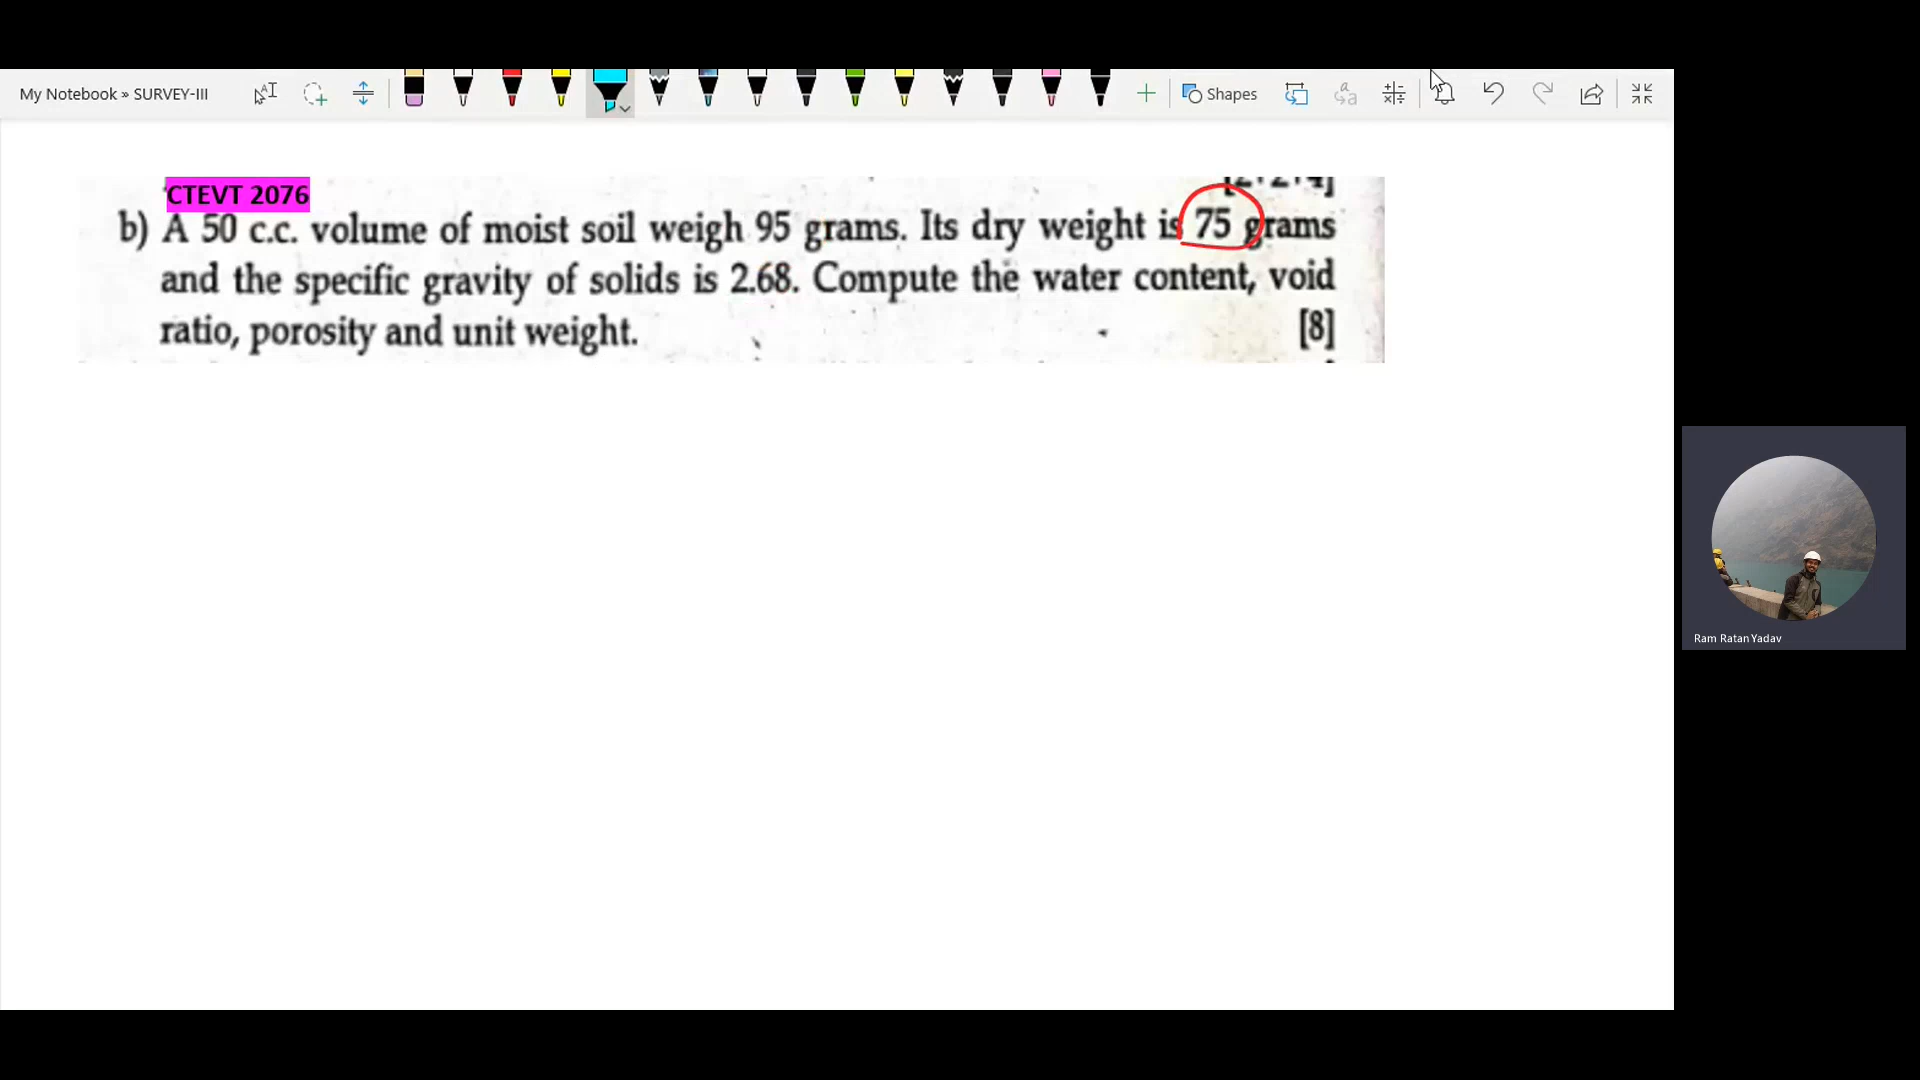 My Notebook » SURVEY-III
Shapes
CTEVT 2076
b) A 50 c.c. volume of moist soil weigh 95 grams. Its dry weight is 75 grams
and the specific gravity of solids is 2.68. Compute the water content, void
ratio, porosity and unit weight. [8]
Ram Ratan Yadav